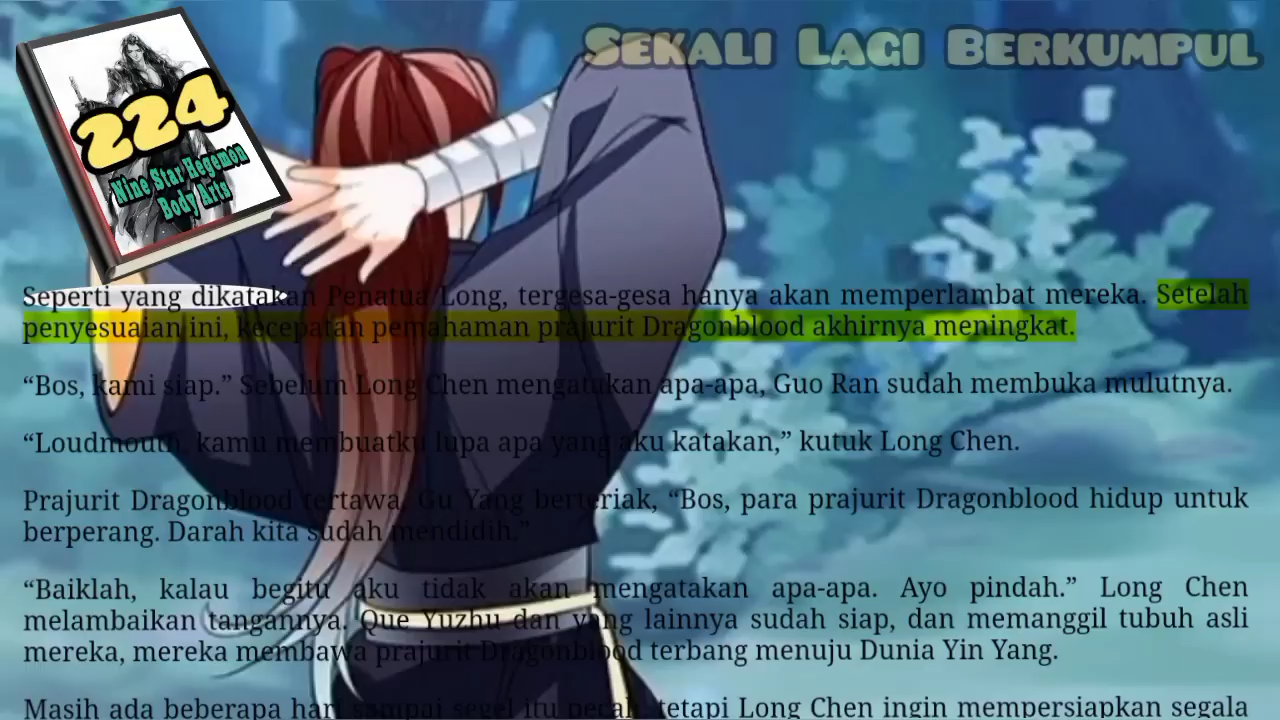 Sekali Lagi Berkumpul
224
Nine Star Hegemon
Body Arts
Seperti yang dikatakan Penatua Long, tergesa-gesa hanya akan memperlambat mereka. Setelah
penyesuaian ini, kecepatan pemahaman prajurit Dragonblood akhirnya meningkat.
“Bos, kami siap.” Sebelum Long Chen mengatakan apa-apa, Guo Ran sudah membuka mulutnya.
“Loudmouth, kamu membuatku lupa apa yang aku katakan,” kutuk Long Chen.
Prajurit Dragonblood tertawa. Gu Yang berteriak, “Bos, para prajurit Dragonblood hidup untuk
berperang. Darah kita sudah mendidih.”
“Baiklah, kalau begitu aku tidak akan mengatakan apa-apa. Ayo pindah.” Long Chen
melambaikan tangannya. Que Yuzhu dan yang lainnya sudah siap, dan memanggil tubuh asli
mereka, mereka membawa prajurit Dragonblood terbang menuju Dunia Yin Yang.
Masih ada beberapa hari sampai segel itu pecah, tetapi Long Chen ingin mempersiapkan segala